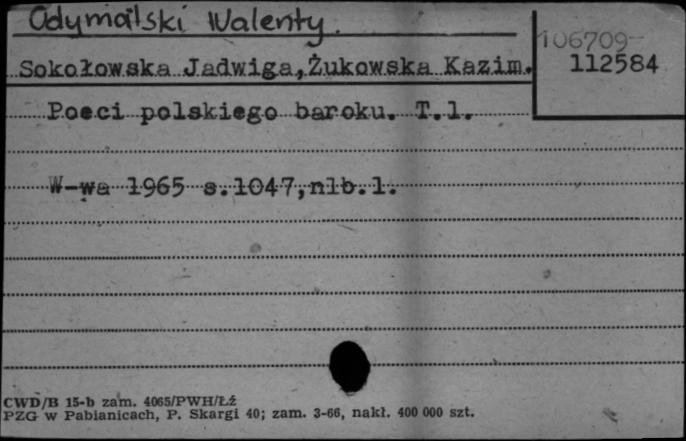 Odymalski Walenty.
106709
Sokołowska Jadwiga,Żukowska Kazim.
112584
Poeci polskiego baroku. T.1.
W-wa 1965 s.1047,nlb.1.
CWD/B 15-b zam. 4065/PWH/Łź
PZG w Pabianicach, P. Skargi 40; zam. 3-66, nakł. 400 000 szt.